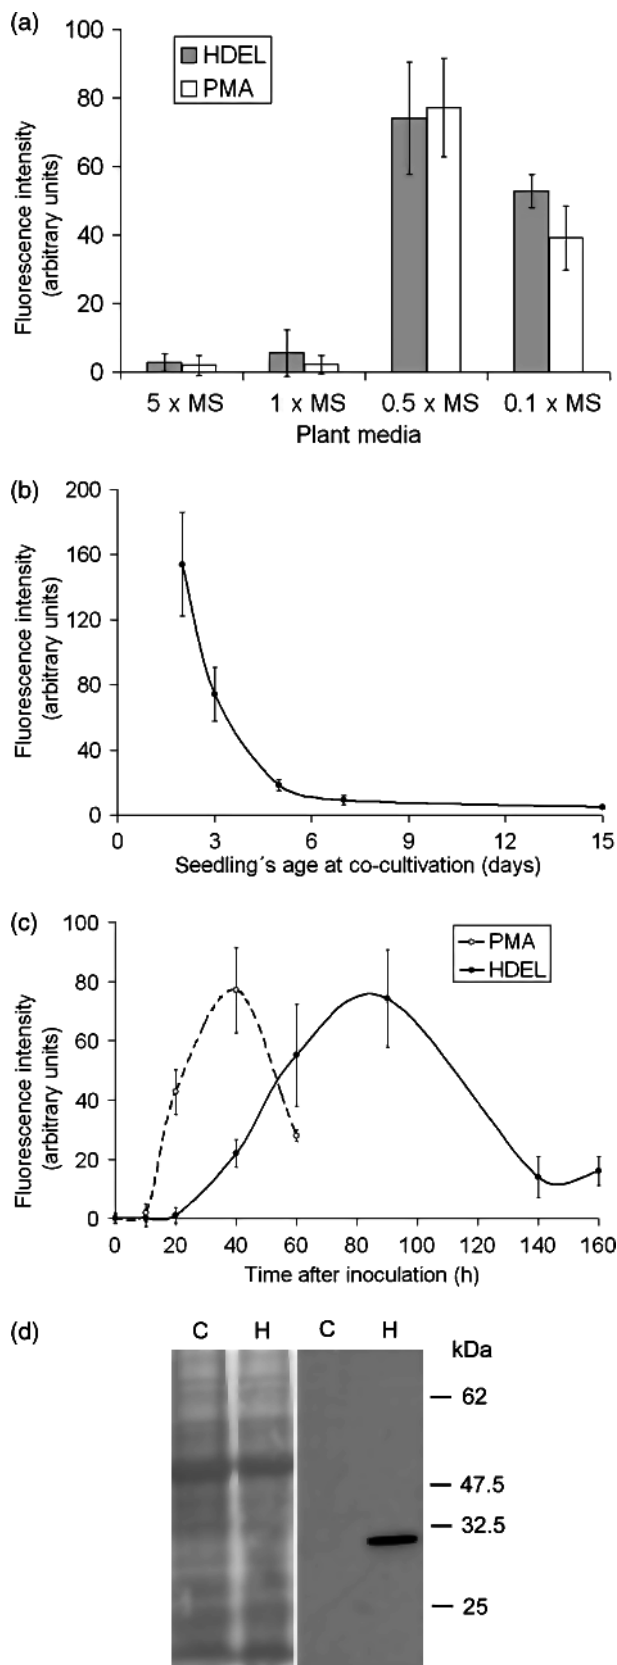 (a)
100
80
60
40
20
0
HDEL
PMA
Fluorescence intensity
(arbitrary units)
5 x MS 1 x MS 0.5 x MS 0.1 x MS
Plant media
(b)
200
160
120
80
40
0
Fluorescence intensity
(arbitrary units)
0 3 6 9 12 15
Seedling´s age at co-cultivation (days)
(c)
100
80
60
40
20
0
PMA
HDEL
Fluorescence intensity
(arbitrary units)
0 20 40 60 80 100 120 140 160
Time after inoculation (h)
(d)
C H C H kDa
62
47.5
32.5
25